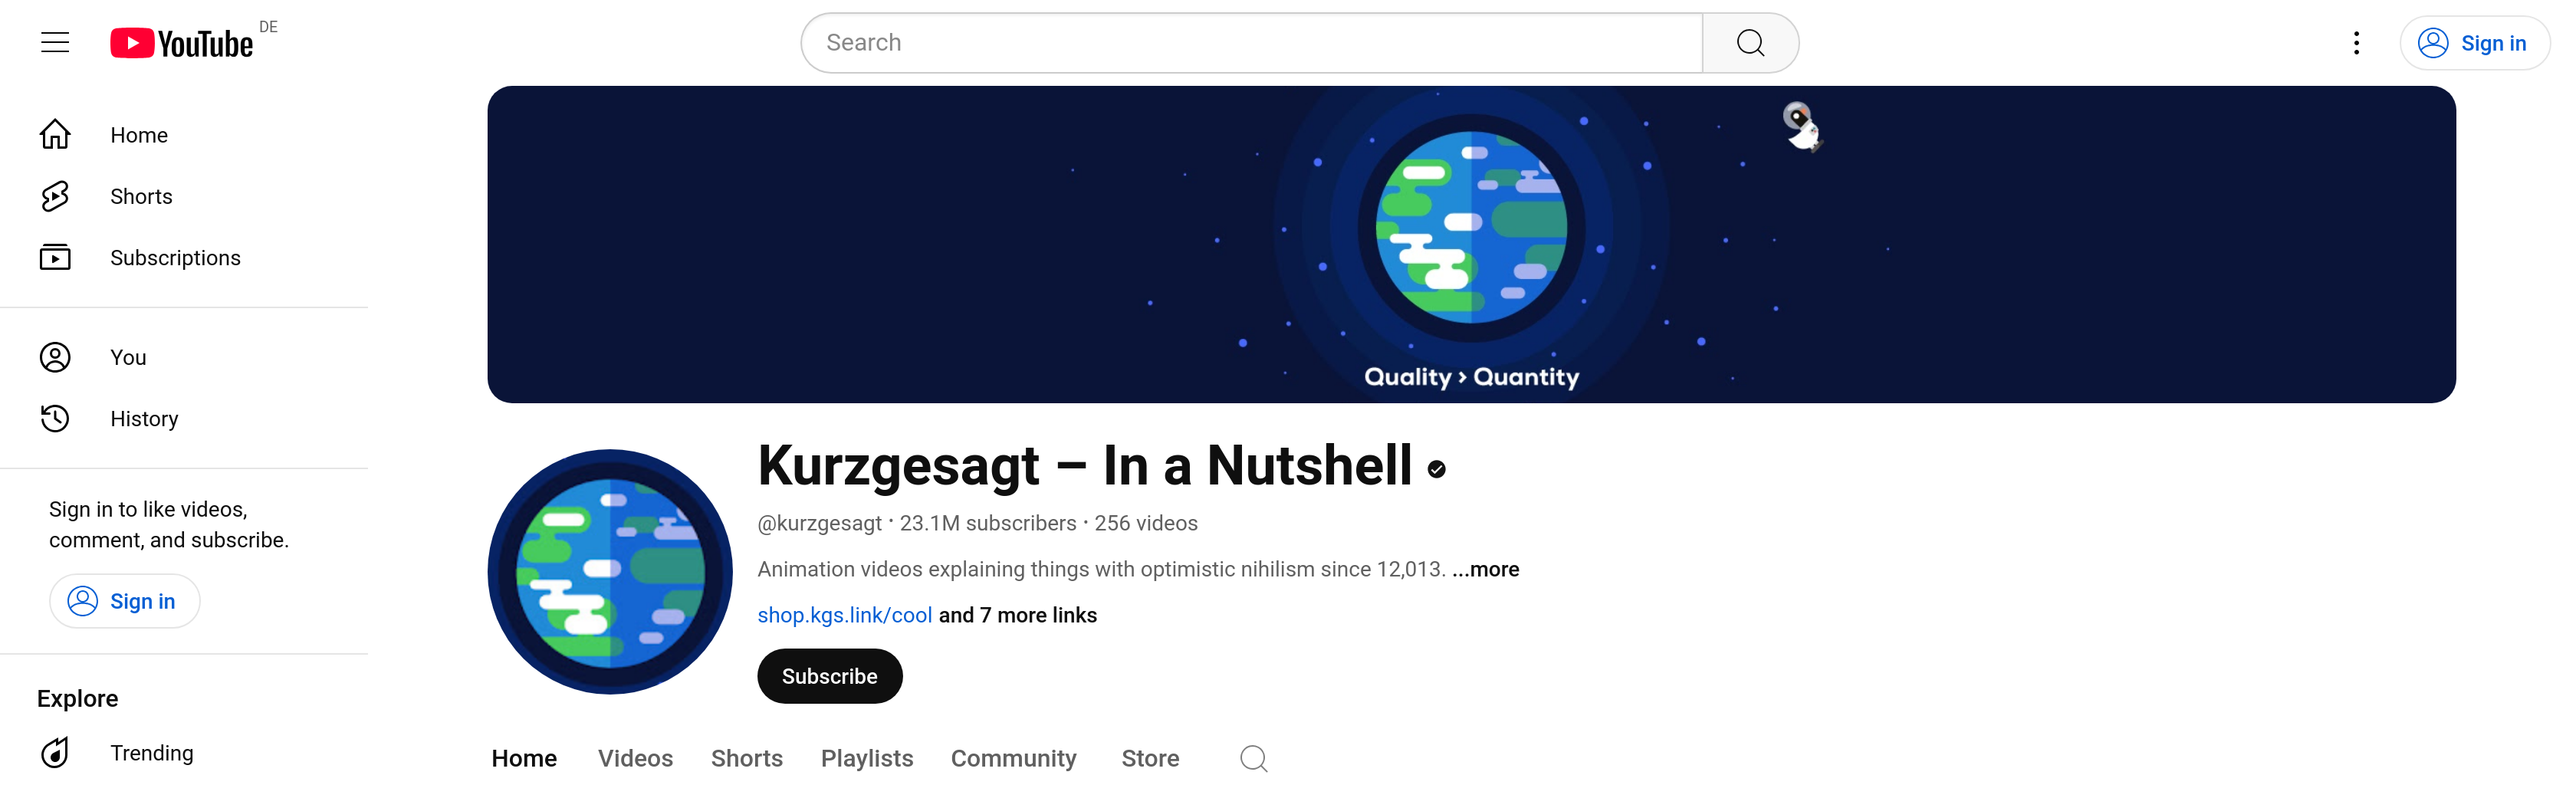 YouTube DE
Search
Sign in
Home
Shorts
Subscriptions
You
History
Sign in to like videos,
comment, and subscribe.
Sign in
Explore
Trending
Quality > Quantity
Kurzgesagt – In a Nutshell
@kurzgesagt • 23.1M subscribers • 256 videos
Animation videos explaining things with optimistic nihilism since 12,013. ...more
shop.kgs.link/cool and 7 more links
Subscribe
Home Videos Shorts Playlists Community Store